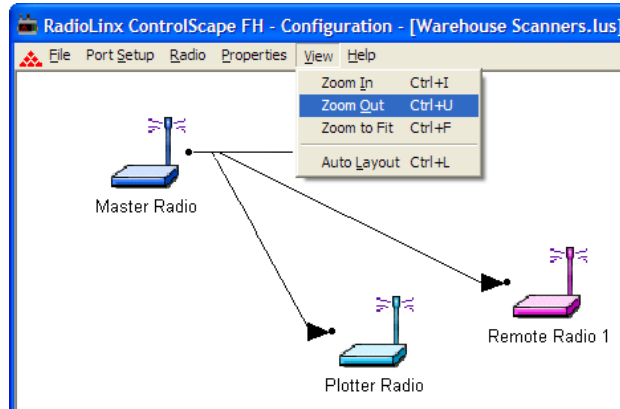 RadioLinx ControlScape FH - Configuration - [Warehouse Scanners.lus]
File Port Setup Radio Properties View Help
Zoom In Ctrl+I
Zoom Out Ctrl+U
Zoom to Fit Ctrl+F
Auto Layout Ctrl+L
Master Radio
Remote Radio 1
Plotter Radio